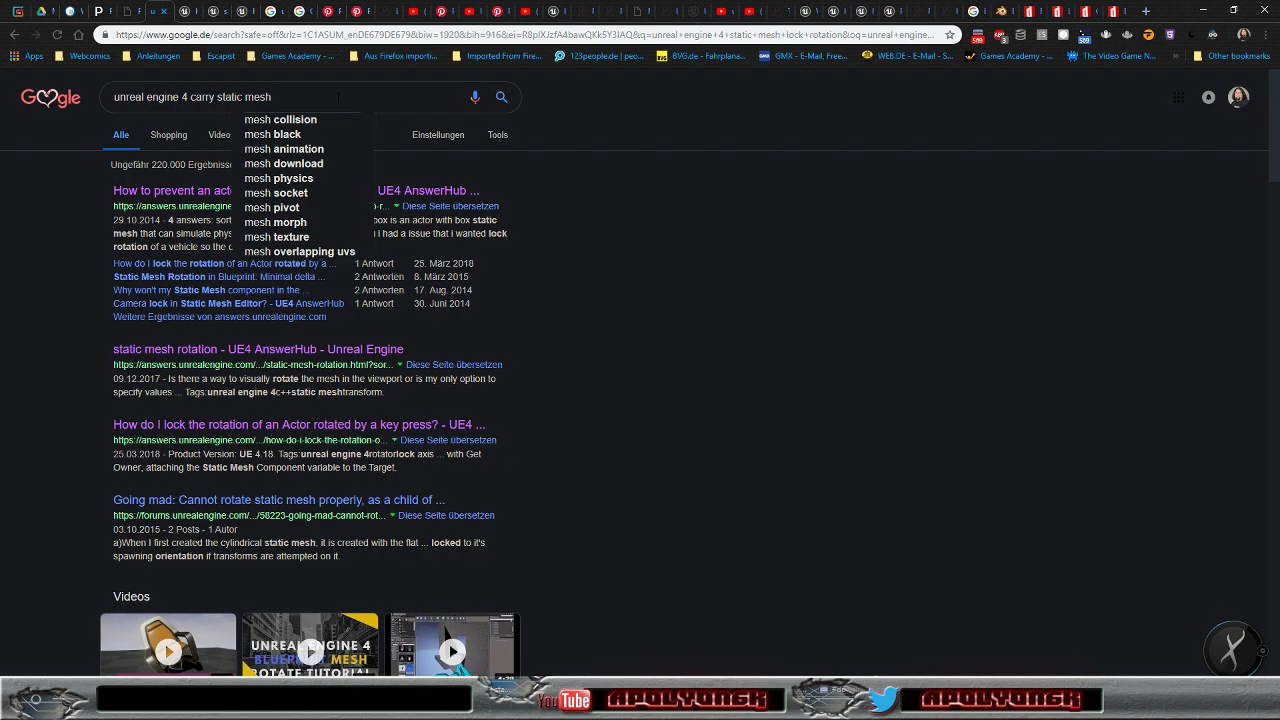 https://www.google.de/search?safe=off&rlz=1C1ASUM_enDE679DE679&biw=1920&bih=916&ei=R8pIXJzfA4bawQKkSY3IAQ&q=unreal+engine+4+static+mesh+lock+rotation&oq=unreal+engine...
Apps
Webcomics
Anleitungen
Escapist
Games Academy -...
Aus Firefox importi...
Imported From Fire...
123people.de | peo...
BVG.de - Fahrplane...
GMX - E-Mail, Free...
WEB.DE - E-Mail - S...
Games Academy -...
The Video Game N...
Other bookmarks
Google
unreal engine 4 carry static mesh
mesh collision
mesh black
mesh animation
mesh download
mesh physics
mesh socket
mesh pivot
mesh morph
mesh texture
mesh overlapping uvs
Alle
Shopping
Video
Einstellungen
Tools
Ungefähr 220.000 Ergebnisse
How to prevent an act
UE4 AnswerHub ...
https://answers.unrealengine.com/
Diese Seite übersetzen
29.10.2014 - 4 answers: sort
box is an actor with box static
mesh that can simulate phys
i had a issue that i wanted lock
rotation of a vehicle so the c
How do I lock the rotation of an Actor rotated by a ... 1 Antwort 25. März 2018
Static Mesh Rotation in Blueprint: Minimal delta ... 2 Antworten 8. März 2015
Why won't my Static Mesh component in the ... 2 Antworten 17. Aug. 2014
Camera lock in Static Mesh Editor? - UE4 AnswerHub 1 Antwort 30. Juni 2014
Weitere Ergebnisse von answers.unrealengine.com
static mesh rotation - UE4 AnswerHub - Unreal Engine
https://answers.unrealengine.com/.../static-mesh-rotation.html?sor... Diese Seite übersetzen
09.12.2017 - Is there a way to visually rotate the mesh in the viewport or is my only option to
specify values ... Tags:unreal engine 4c++static meshtransform.
How do I lock the rotation of an Actor rotated by a key press? - UE4 ...
https://answers.unrealengine.com/.../how-do-i-lock-the-rotation-o... Diese Seite übersetzen
25.03.2018 - Product Version: UE 4.18. Tags:unreal engine 4rotatorlock axis ... with Get
Owner, attaching the Static Mesh Component variable to the Target.
Going mad: Cannot rotate static mesh properly, as a child of ...
https://forums.unrealengine.com/.../58223-going-mad-cannot-rot... Diese Seite übersetzen
03.10.2015 - 2 Posts - 1 Autor
a)When I first created the cylindrical static mesh, it is created with the flat ... locked to it's
spawning orientation if transforms are attempted on it.
Videos
UNREAL ENGINE 4
BLUEPRINT MESH
ROTATE TUTORIAL
YouTube
APOLYON6K
APOLYON6K